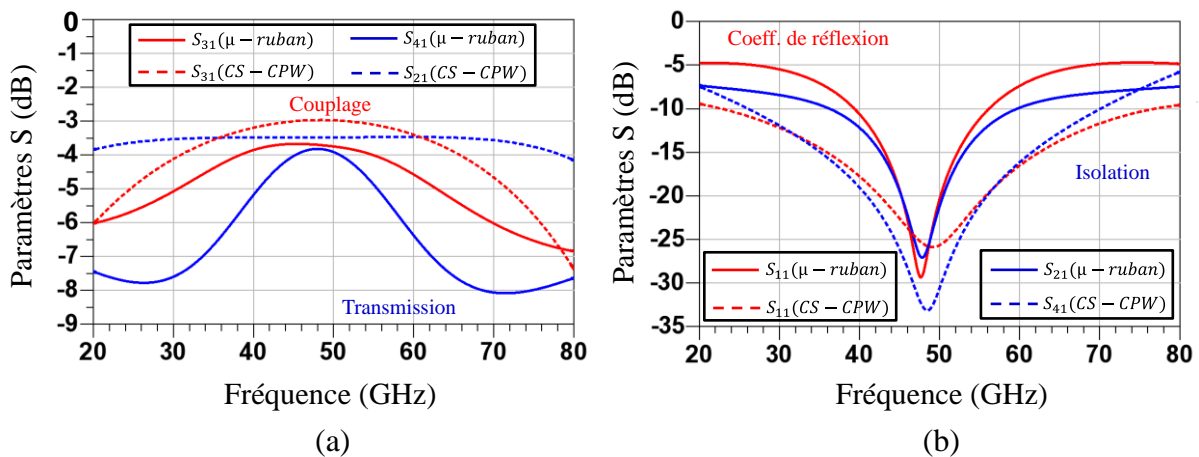 S31(μ − ruban)
S41(μ − ruban)
S31(CS − CPW)
S21(CS − CPW)
Couplage
Transmission
Paramètres S (dB)
0
-1
-2
-3
-4
-5
-6
-7
-8
-9
20
30
40
50
60
70
80
Fréquence (GHz)
(a)
Coeff. de réflexion
Isolation
S11(μ − ruban)
S21(μ − ruban)
S11(CS − CPW)
S41(CS − CPW)
Paramètres S (dB)
0
-5
-10
-15
-20
-25
-30
-35
20
30
40
50
60
70
80
Fréquence (GHz)
(b)